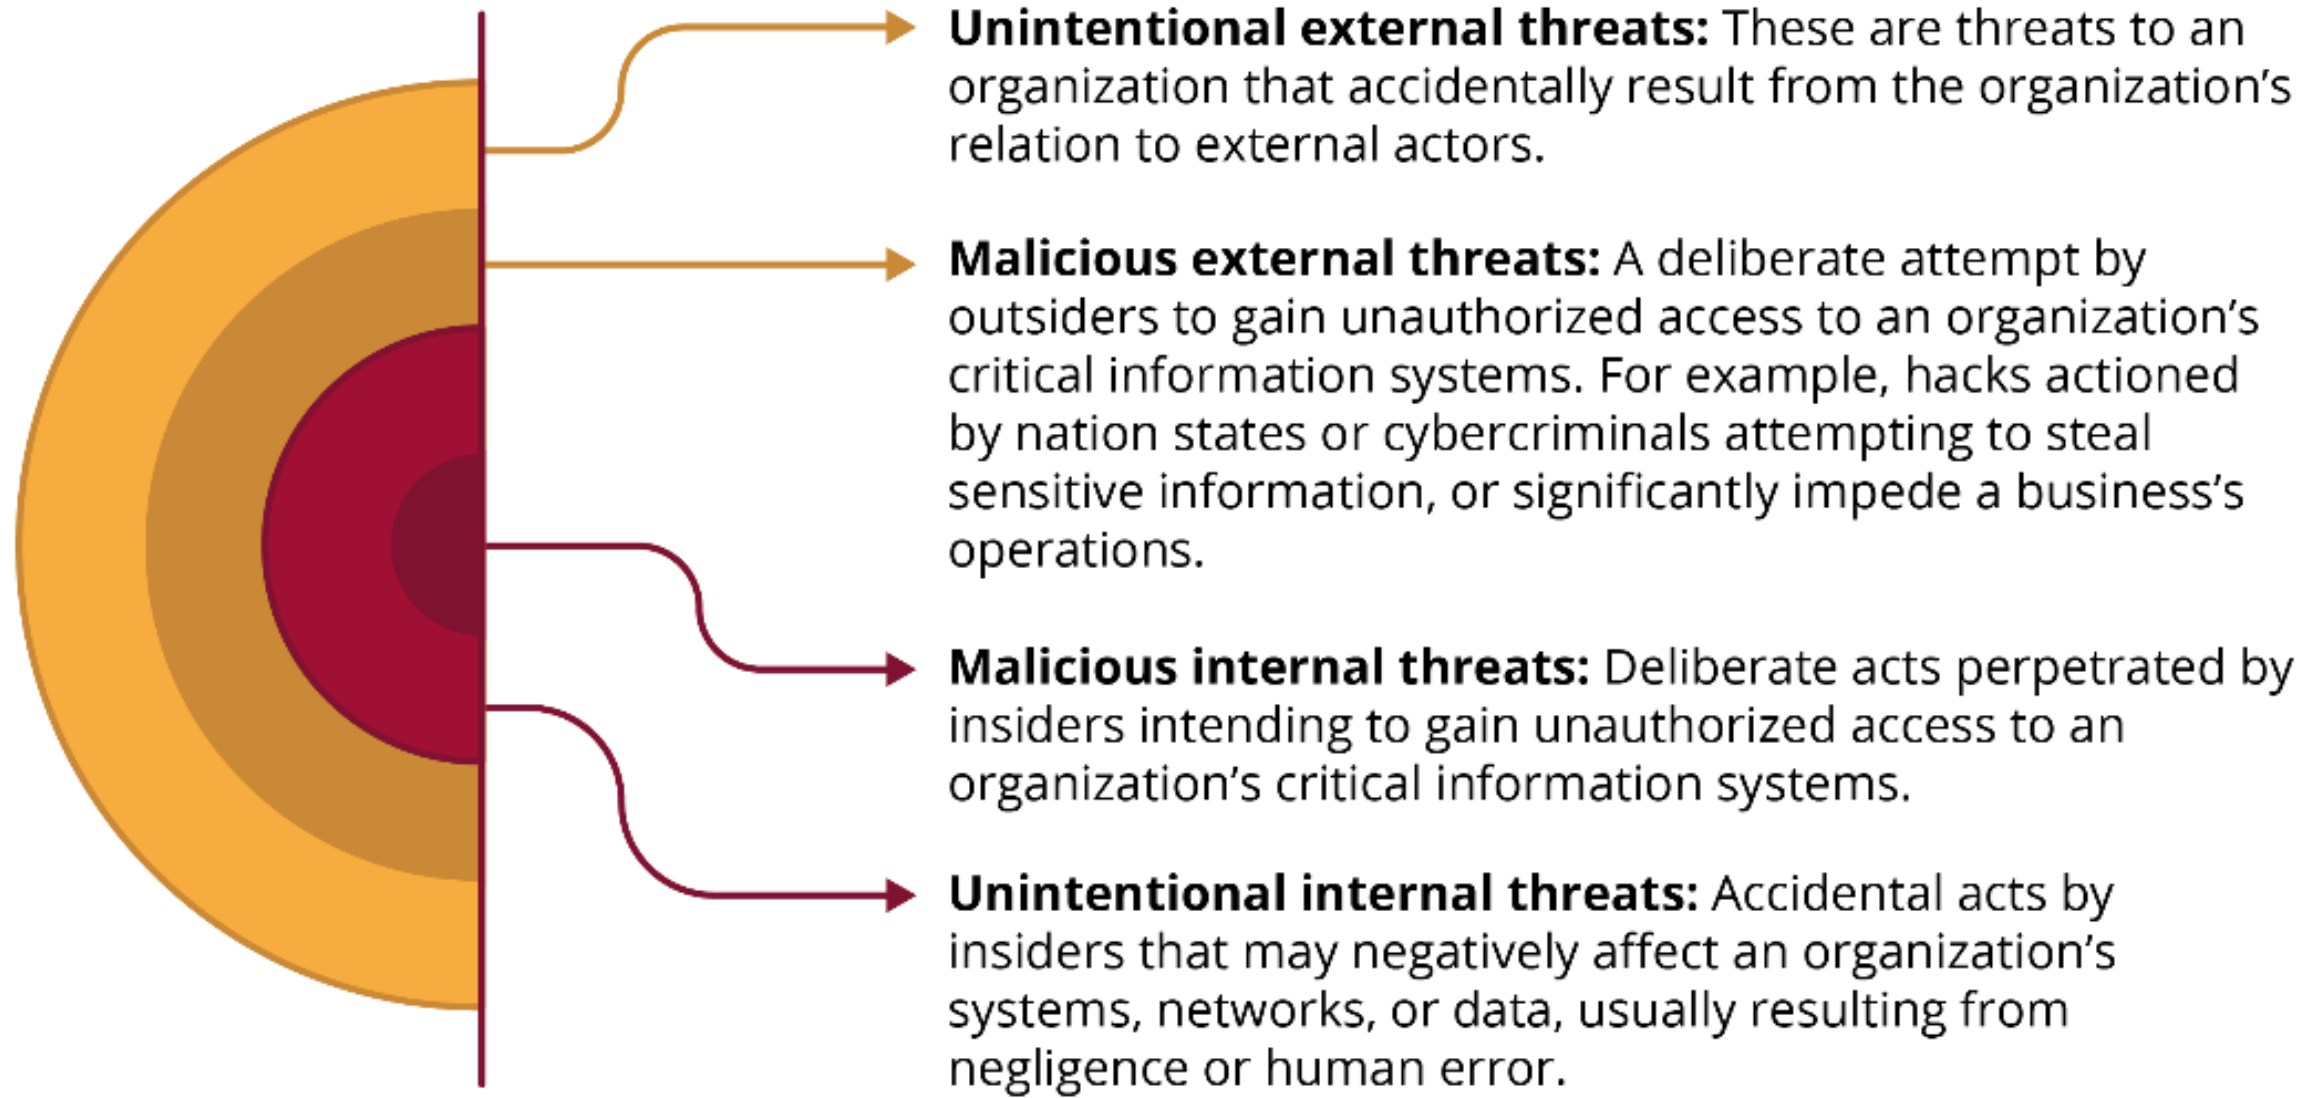 Unintentional external threats: These are threats to an
organization that accidentally result from the organization’s
relation to external actors.
Malicious external threats: A deliberate attempt by
outsiders to gain unauthorized access to an organization’s
critical information systems. For example, hacks actioned
by nation states or cybercriminals attempting to steal
sensitive information, or significantly impede a business’s
operations.
Malicious internal threats: Deliberate acts perpetrated by
insiders intending to gain unauthorized access to an
organization’s critical information systems.
Unintentional internal threats: Accidental acts by
insiders that may negatively affect an organization’s
systems, networks, or data, usually resulting from
negligence or human error.